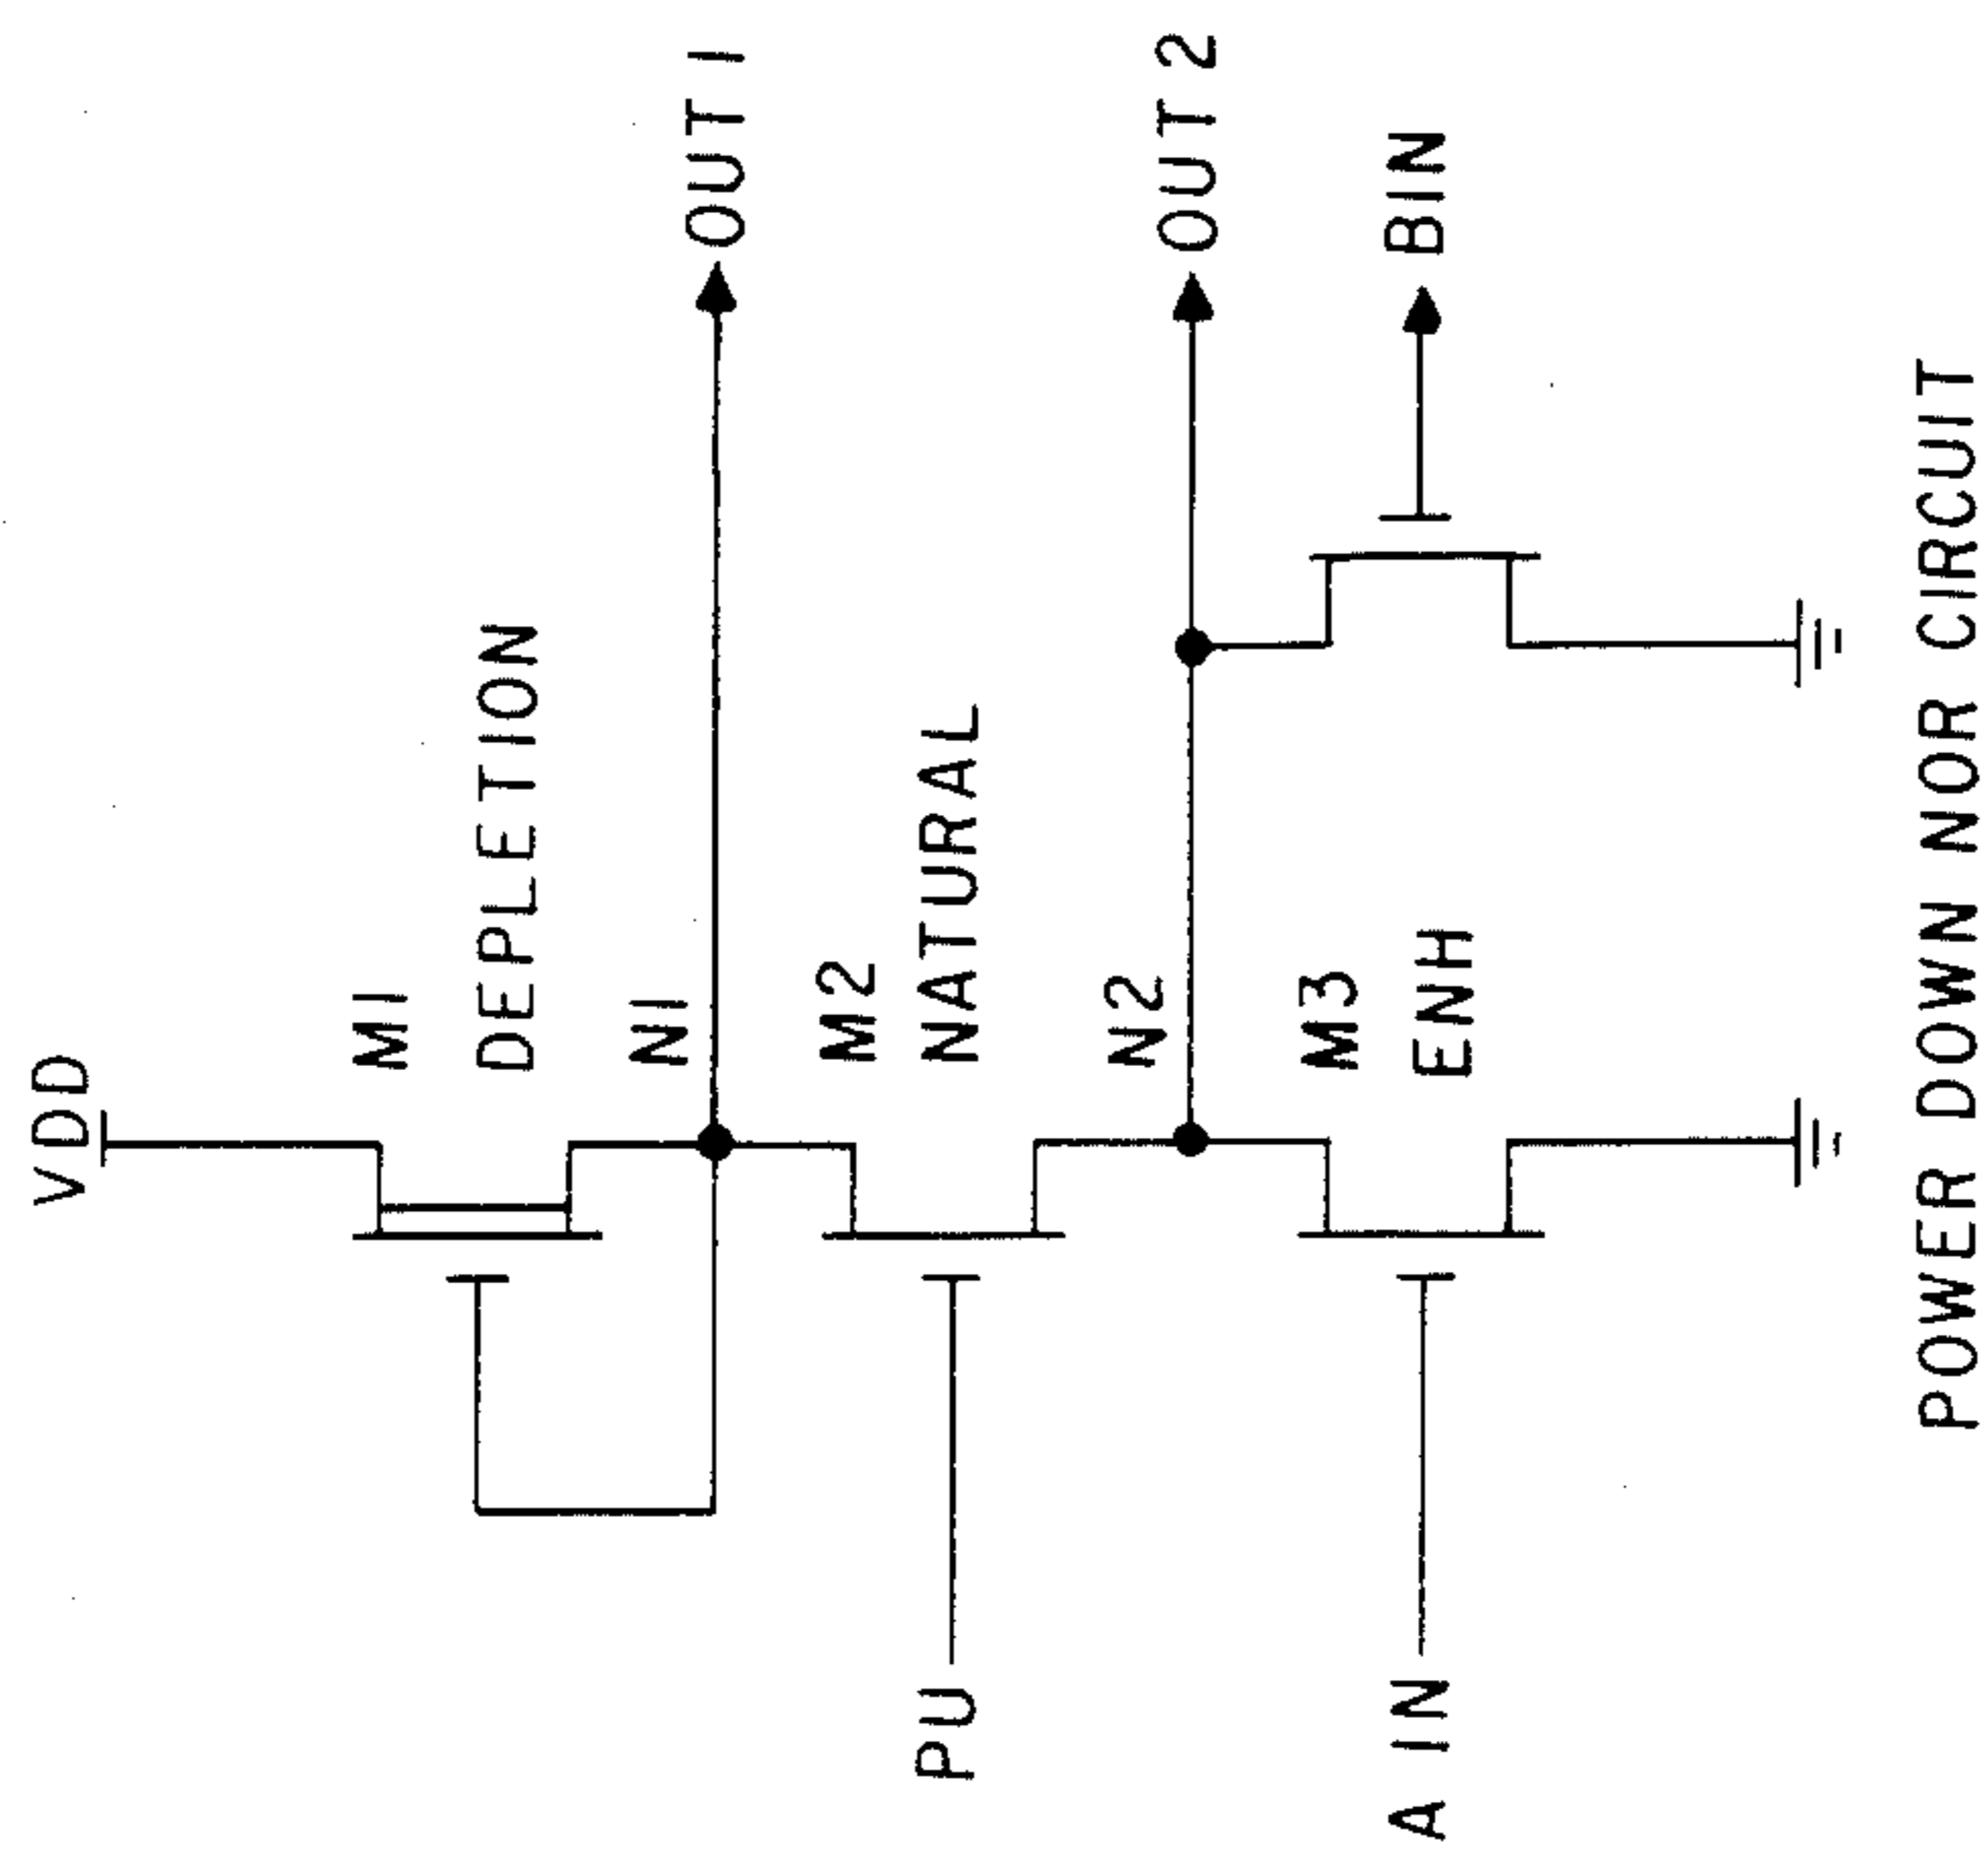 VDD
M1
DEPLETION
N1
OUT 1
M2
PU
NATURAL
N2
OUT 2
M3
A IN
ENH
BIN
POWER DOWN NOR CIRCUIT